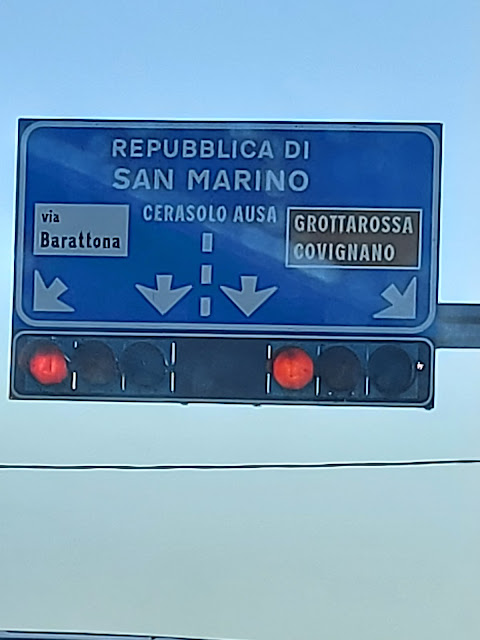 REPUBBLICA DI
SAN MARINO
CERASOLO AUSA
via
Barattona
GROTTAROSSA
COVIGNANO